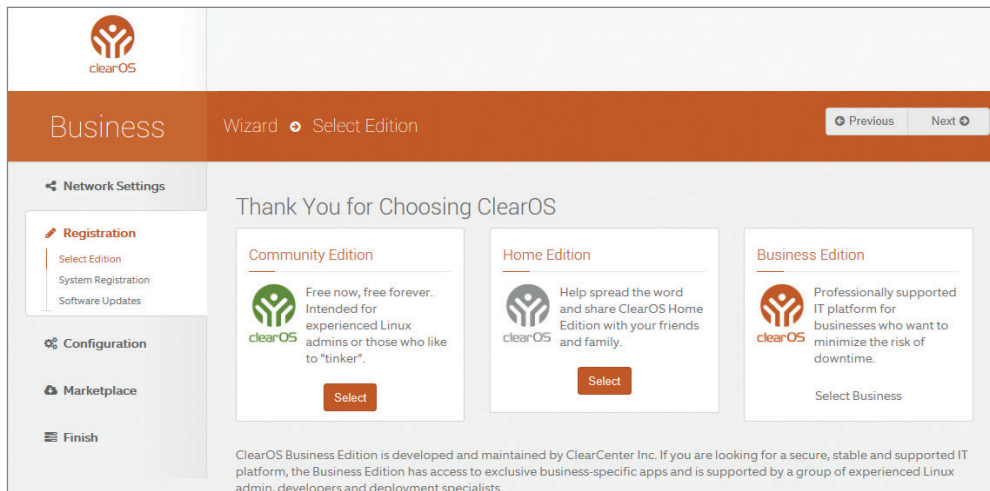 clearOS
Business
Wizard Select Edition
Previous
Next
Network Settings
Registration
Select Edition
System Registration
Software Updates
Configuration
Marketplace
Finish
Thank You for Choosing ClearOS
Community Edition
clearOS
Free now, free forever.
Intended for
experienced Linux
admins or those who like
to "tinker".
Select
Home Edition
clearOS
Help spread the word
and share ClearOS Home
Edition with your friends
and family.
Select
Business Edition
clearOS
Professionally supported
IT platform for
businesses who want to
minimize the risk of
downtime.
Select Business
ClearOS Business Edition is developed and maintained by ClearCenter Inc. If you are looking for a secure, stable and supported IT
platform, the Business Edition has access to exclusive business-specific apps and is supported by a group of experienced Linux
admin, developers and deployment specialists